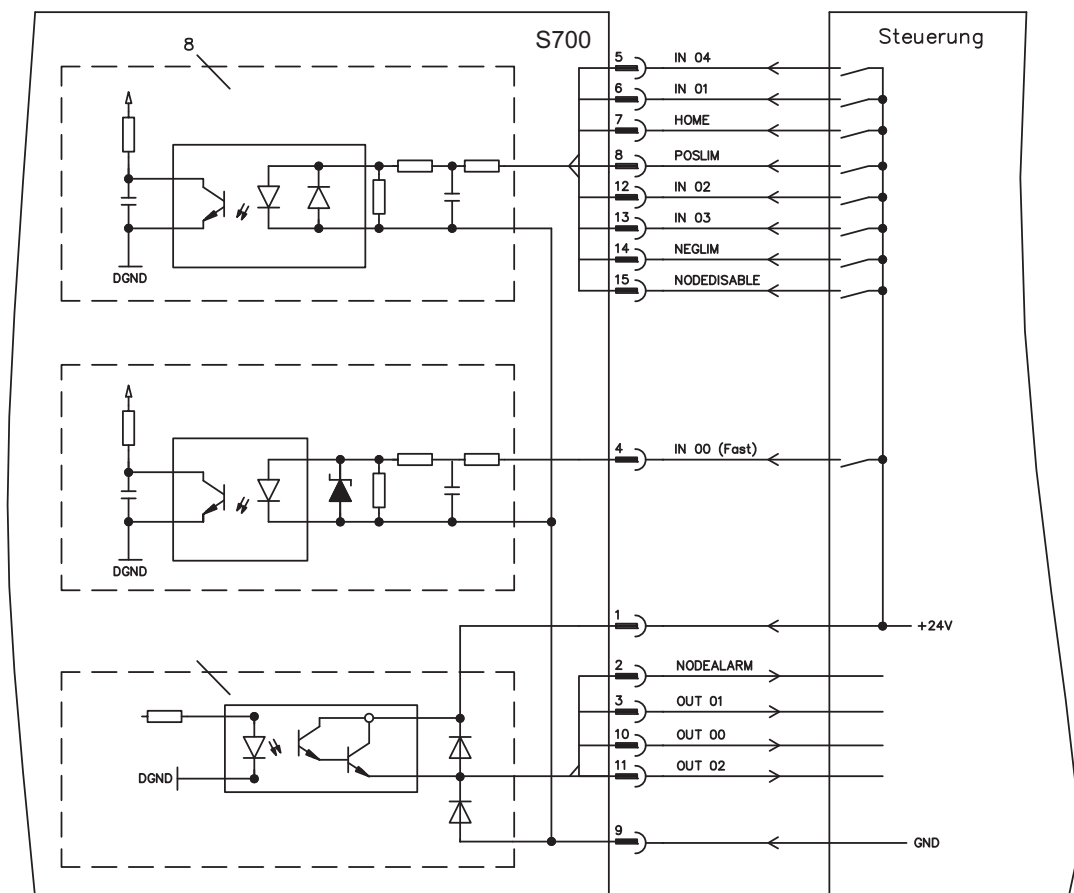 8
S700
Steuerung
5 IN 04
6 IN 01
7 HOME
8 POSLIM
12 IN 02
13 IN 03
14 NEGLIM
15 NODEDISABLE
DGND
4 IN 00 (Fast)
DGND
1 +24V
2 NODEALARM
3 OUT 01
10 OUT 00
11 OUT 02
DGND
9 GND